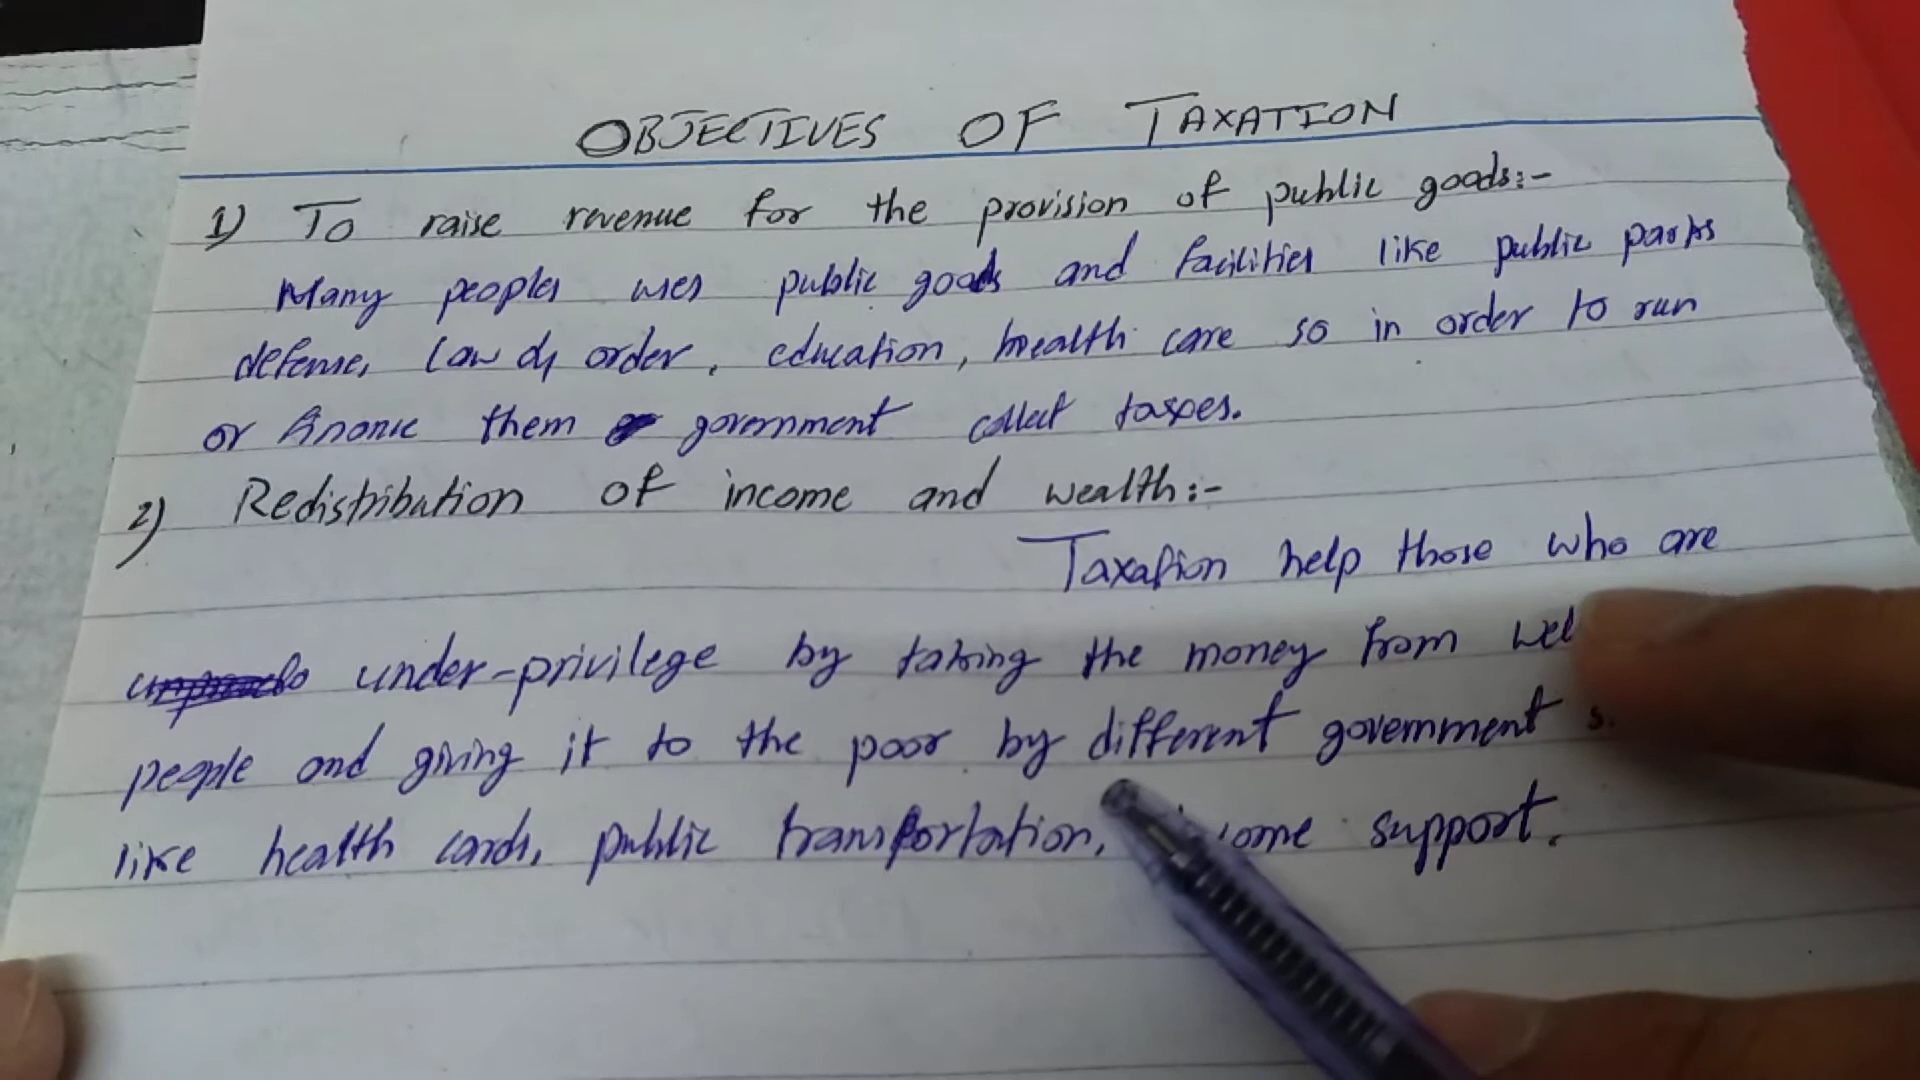 OBJECTIVES OF TAXATION
1) To raise revenue for the provision of public goods:-
Many peoples uses public goods and facilities like public parks
defense, law & order, education, health care so in order to run
or finance them government collect taxes.
2) Redistribution of income and wealth:-
Taxation help those who are
under-privilege by taking the money from
people and giving it to the poor by different government
like health cards, public transportation, support.